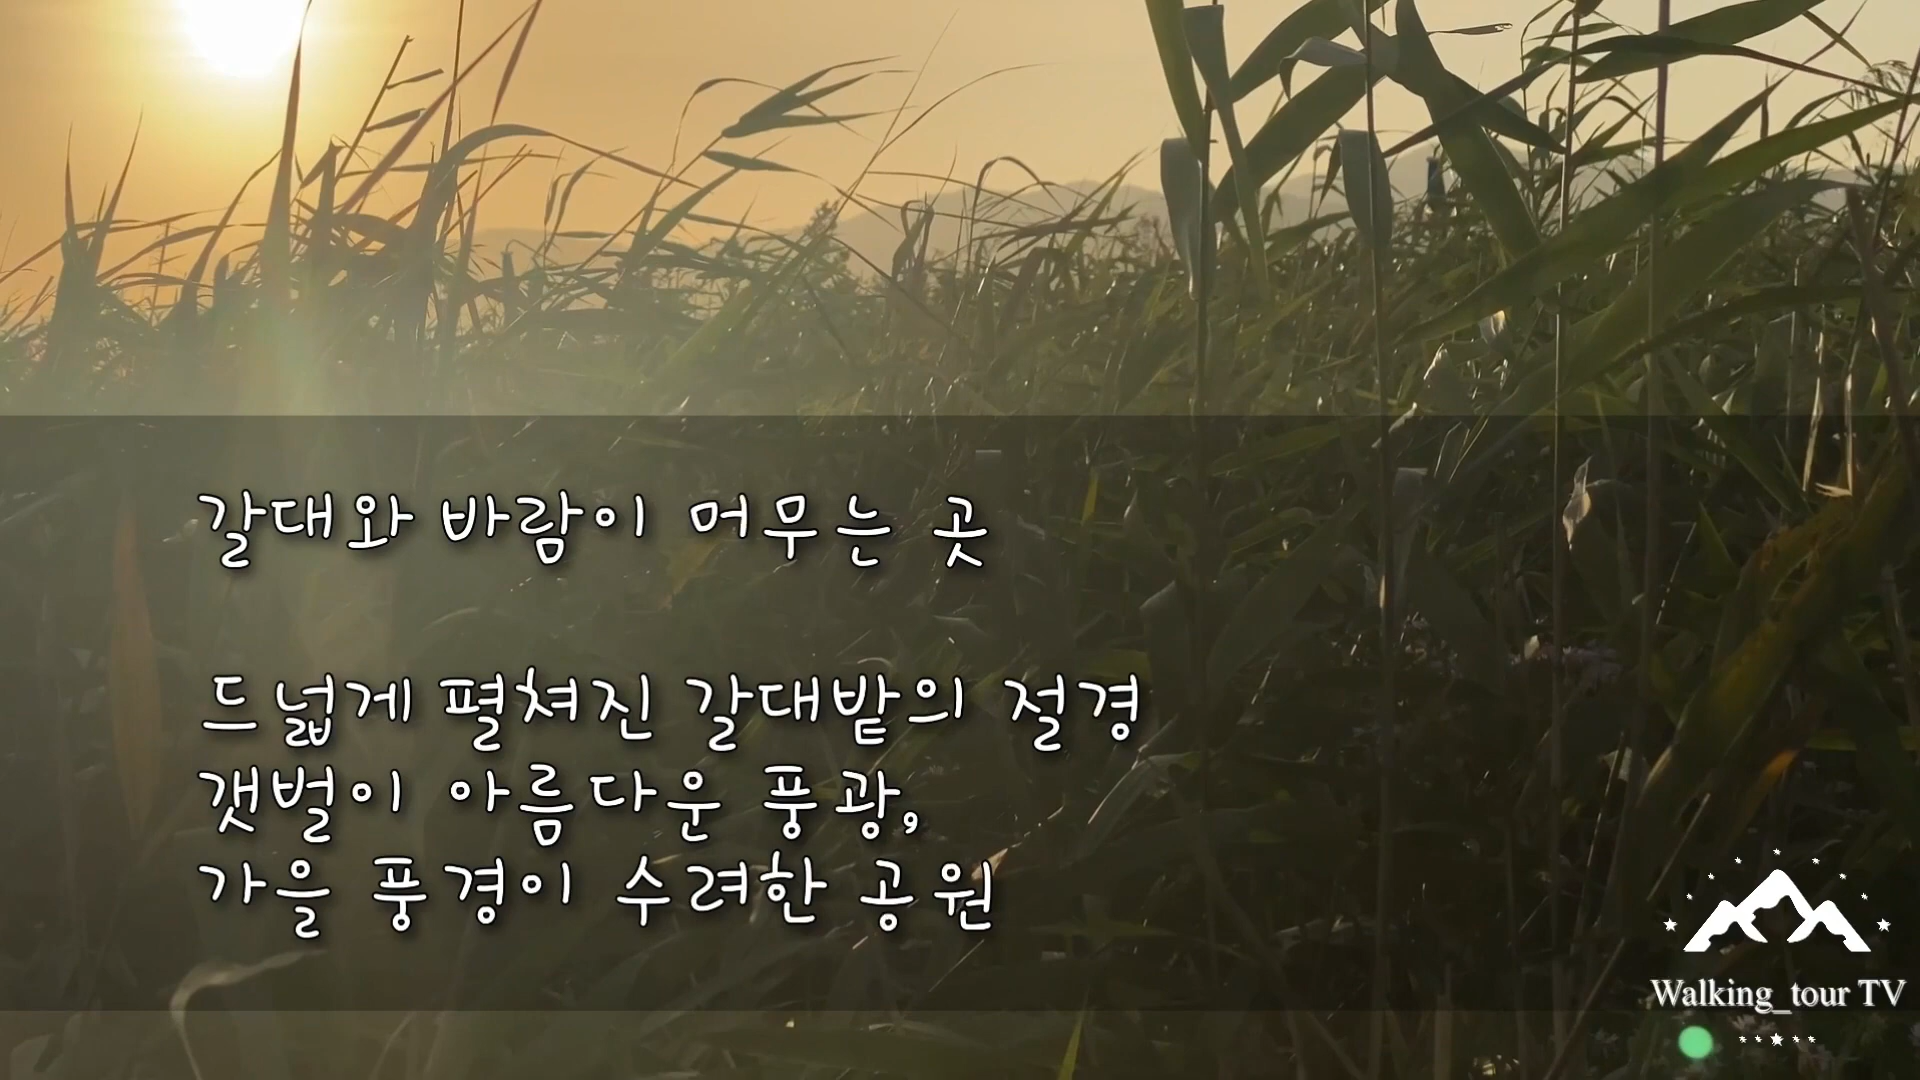 갈대와 바람이 머무는 곳
드넓게 펼쳐진 갈대밭의 절경
갯벌이 아름다운 풍광,
가을 풍경이 수려한 공원
Walking_tour TV